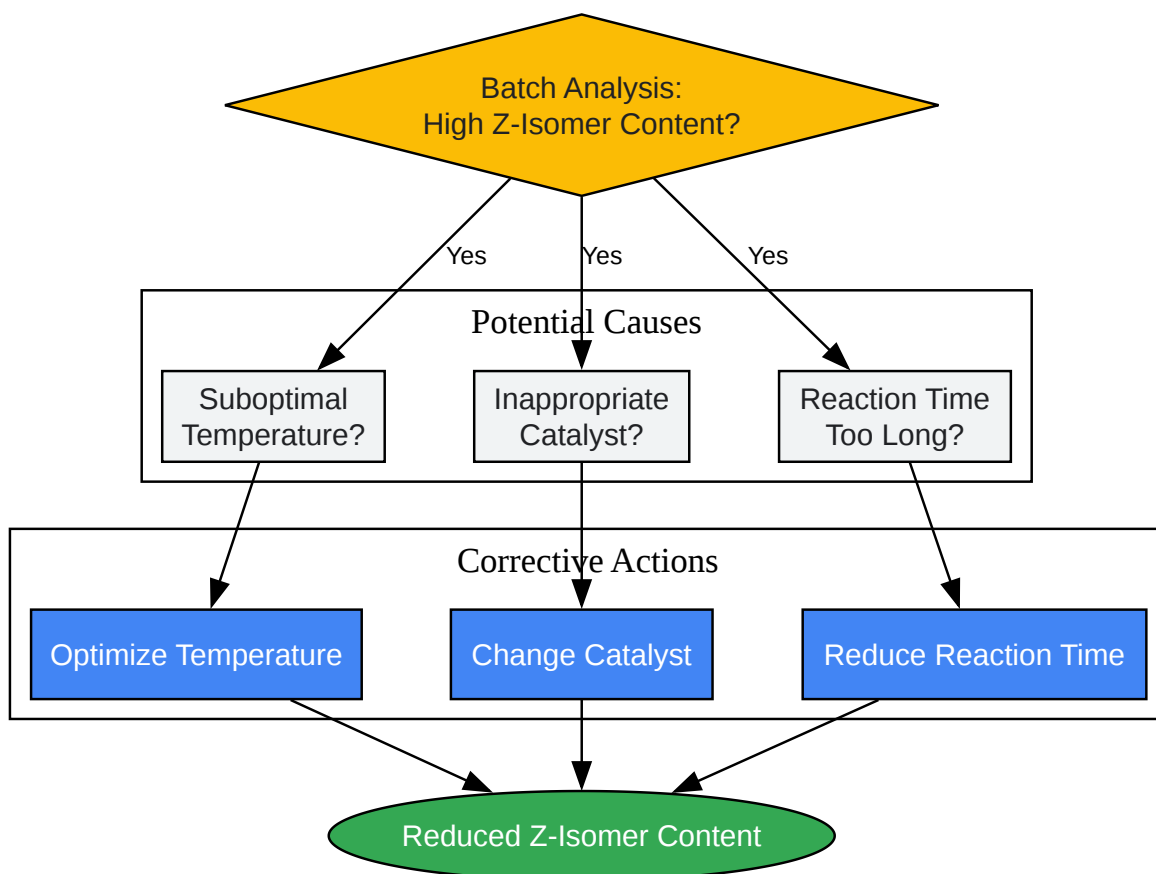 Batch Analysis:
High Z-Isomer Content?
Yes
Yes
Yes
Potential Causes
Suboptimal
Temperature?
Inappropriate
Catalyst?
Reaction Time
Too Long?
Corrective Actions
Optimize Temperature
Change Catalyst
Reduce Reaction Time
Reduced Z-Isomer Content